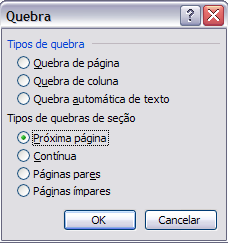 Quebra
Tipos de quebra
Quebra de página
Quebra de coluna
Quebra automática de texto
Tipos de quebras de seção
Próxima página
Contínua
Páginas pares
Páginas ímpares
OK
Cancelar